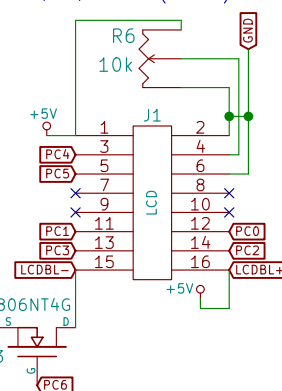 R6
10k
GND
+5V
J1
1 2
PC4 3 4
PC5 5 6
LCD
7 8
9 10
PC1 11 12 PC0
PC3 13 14 PC2
LCDBL- 15 16 LCDBL+
+5V
806NT4G
S D
3
G
PC6